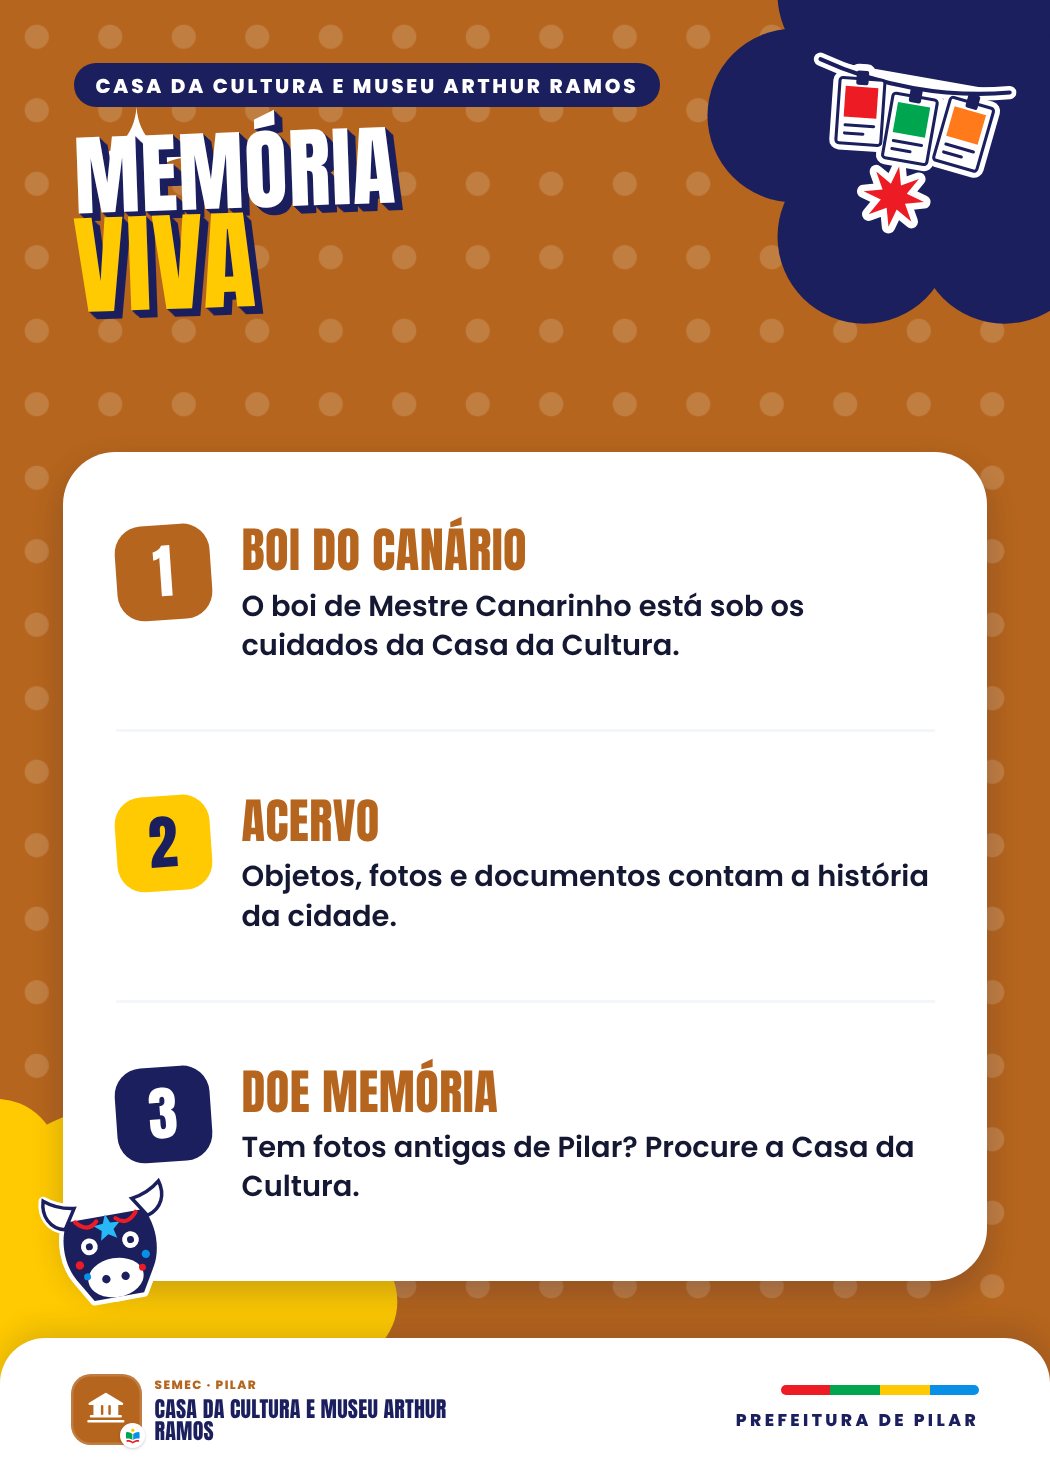 CASA DA CULTURA E MUSEU ARTHUR RAMOS
MEMÓRIA
VIVA
1
BOI DO CANÁRIO
O boi de Mestre Canarinho está sob os
cuidados da Casa da Cultura.
2
ACERVO
Objetos, fotos e documentos contam a história
da cidade.
3
DOE MEMÓRIA
Tem fotos antigas de Pilar? Procure a Casa da
Cultura.
SEMEC · PILAR
CASA DA CULTURA E MUSEU ARTHUR
RAMOS
PREFEITURA DE PILAR